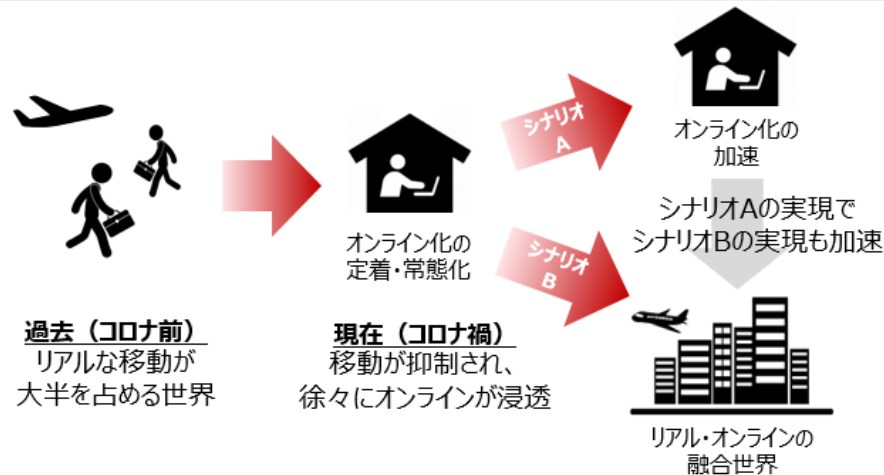 過去（コロナ前）
リアルな移動が
大半を占める世界
オンライン化の
定着・常態化
現在（コロナ禍）
移動が抑制され、
徐々にオンラインが浸透
シナリオ
A
シナリオ
B
オンライン化の
加速
シナリオAの実現で
シナリオBの実現も加速
リアル・オンラインの
融合世界